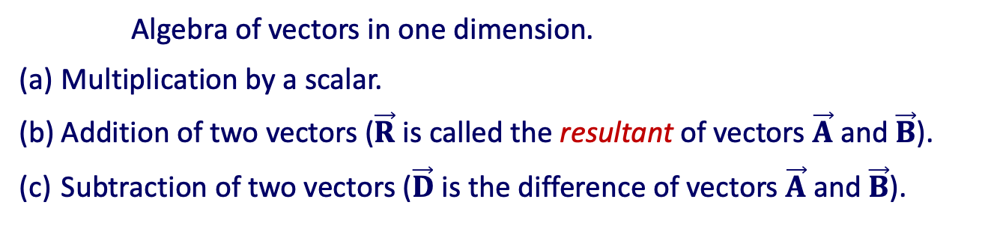 Algebra of vectors in one dimension.
(a) Multiplication by a scalar.
(b) Addition of two vectors (R⃗ is called the resultant of vectors A⃗ and B⃗).
(c) Subtraction of two vectors (D⃗ is the difference of vectors A⃗ and B⃗).